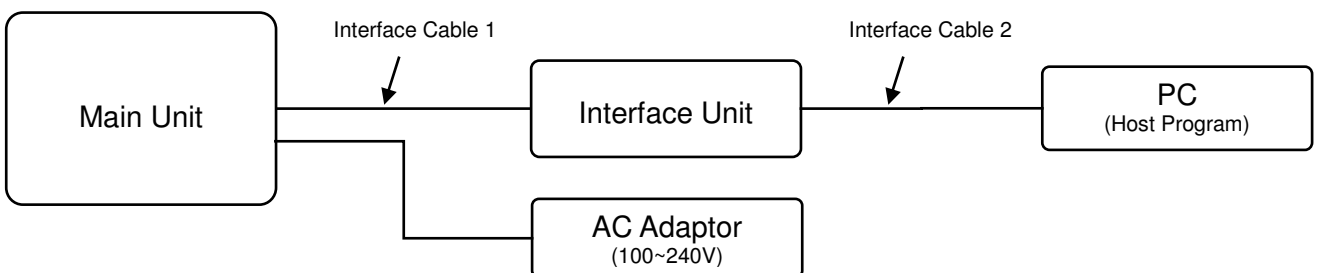 Interface Cable 1
Interface Cable 2
Main Unit
Interface Unit
PC
(Host Program)
AC Adaptor
(100~240V)